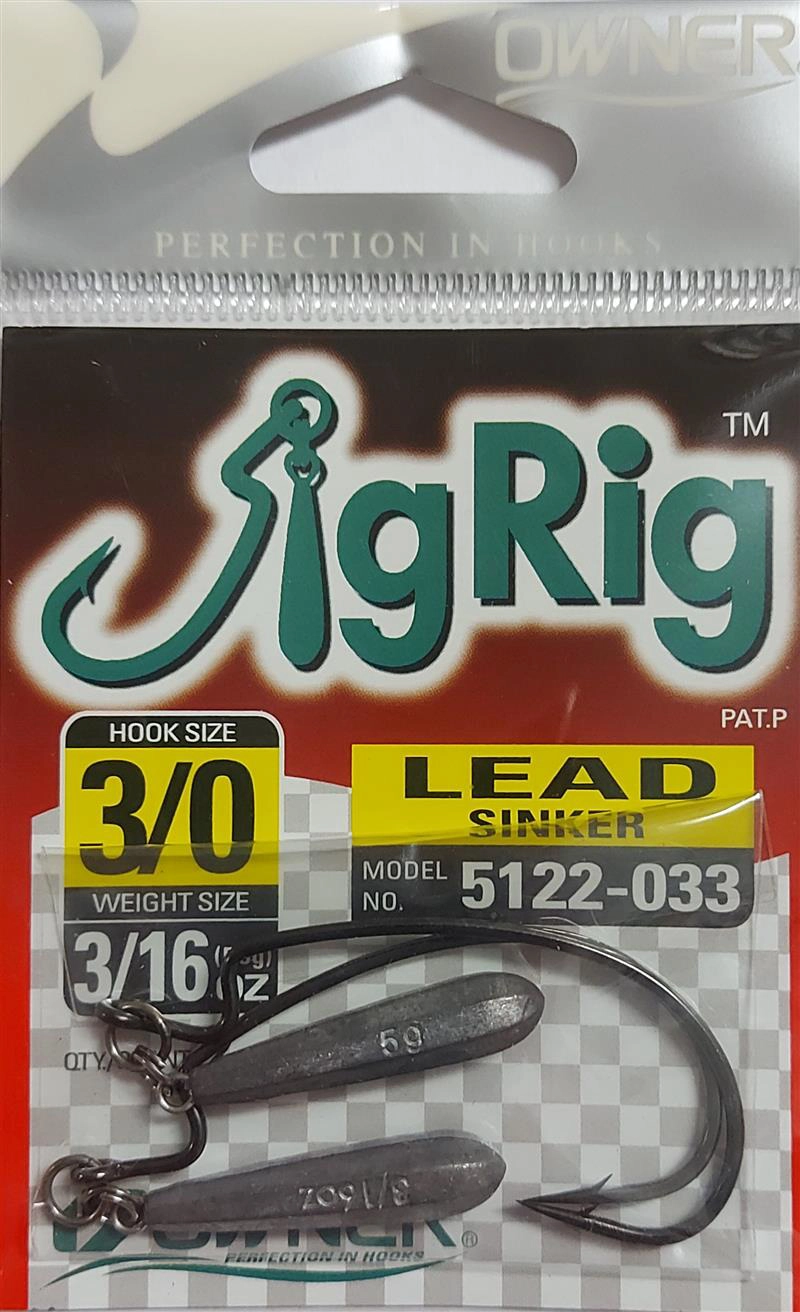 OWNER
PERFECTION IN HOOKS
JigRig
TM
PAT.P
HOOK SIZE
3/0
WEIGHT SIZE
3/16
OZ
LEAD
SINKER
MODEL
NO.
5122-033
5g
3/16oz
OWNER
®
PERFECTION IN HOOKS